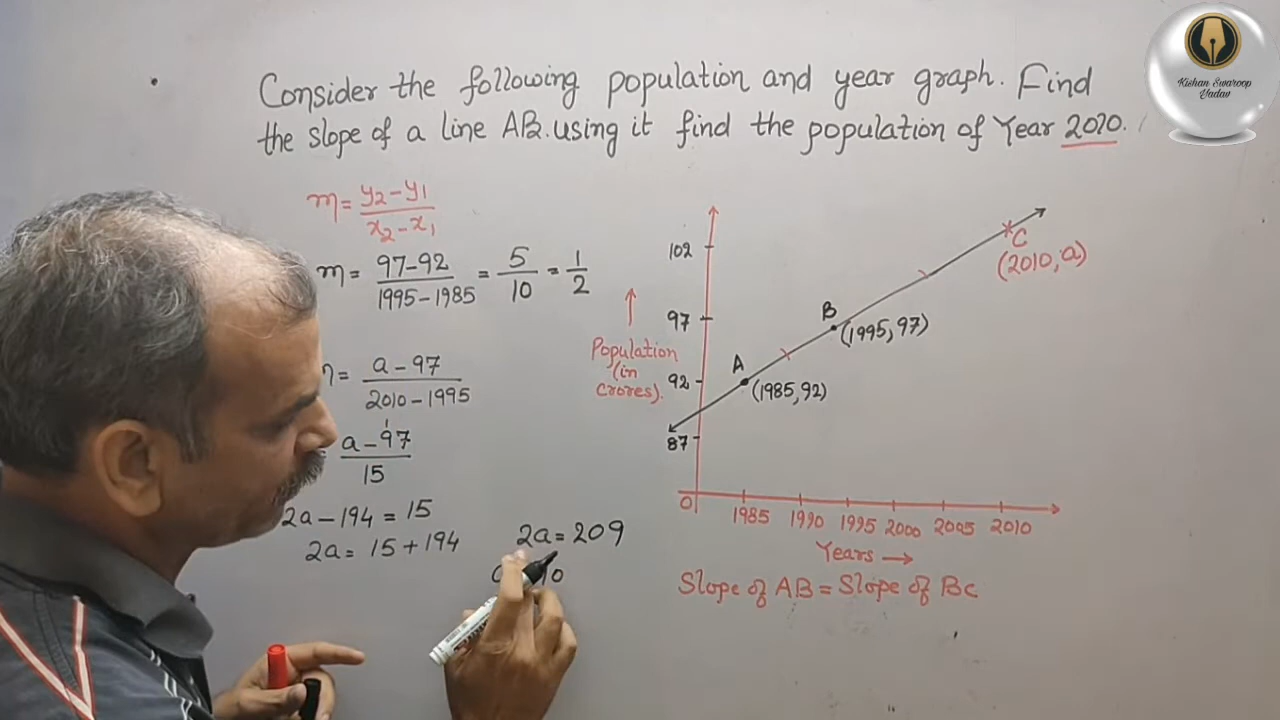 Consider the following population and year graph. Find
the slope of a line AB. using it find the population of Year 2010.
m = y2 - y1 / x2 - x1
m = 97-92 / 1995-1985 = 5/10 = 1/2
= a-97 / 2010-1995
a-97 / 15
2a-194 = 15
2a = 15+194
2a = 209
10
102
97
92
87
0
Population
(in
crores).
A
(1985,92)
B
(1995,97)
C
(2010,a)
1985 1990 1995 2000 2005 2010
Years →
Slope of AB = Slope of BC
Kishan Swaroop
Yadav